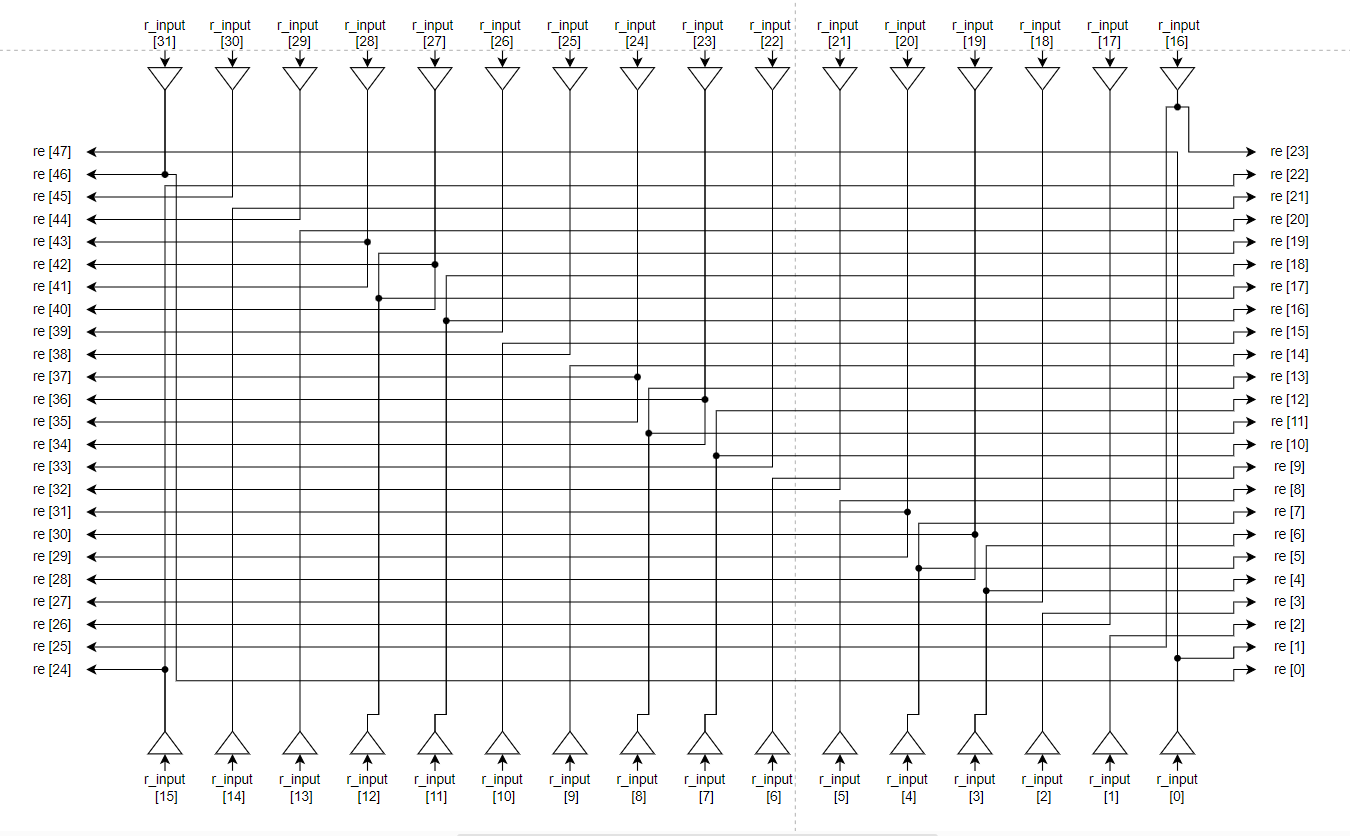 r_input r_input r_input r_input r_input r_input r_input r_input r_input r_input r_input r_input r_input r_input r_input r_input
[31] [30] [29] [28] [27] [26] [25] [24] [23] [22] [21] [20] [19] [18] [17] [16]
re [47] re [23]
re [46] re [22]
re [45] re [21]
re [44] re [20]
re [43] re [19]
re [42] re [18]
re [41] re [17]
re [40] re [16]
re [39] re [15]
re [38] re [14]
re [37] re [13]
re [36] re [12]
re [35] re [11]
re [34] re [10]
re [33] re [9]
re [32] re [8]
re [31] re [7]
re [30] re [6]
re [29] re [5]
re [28] re [4]
re [27] re [3]
re [26] re [2]
re [25] re [1]
re [24] re [0]
r_input r_input r_input r_input r_input r_input r_input r_input r_input r_input r_input r_input r_input r_input r_input r_input
[15] [14] [13] [12] [11] [10] [9] [8] [7] [6] [5] [4] [3] [2] [1] [0]